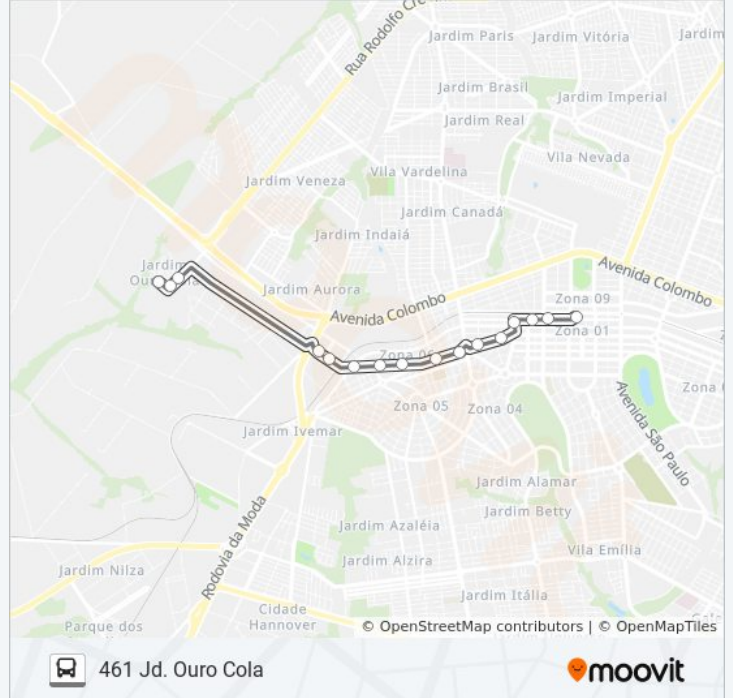 Rua Rodolfo Cre
Jardim Paris
Jardim Vitória
Jardim
Jardim Brasil
Jardim Imperial
Jardim Real
Vila Nevada
Vila Vardelina
Jardim Veneza
Jardim Canadá
Jardim Indaiá
Jardim
Jardim Aurora
Avenida Colombo
Avenida Colombo
Zona 09
Zona 01
Zona 05
Zona 04
Zona
Avenida São Paulo
Jardim Ivemar
Jardim Alamar
Jardim Betty
Rodovia da Moda
Jardim Azaléia
Vila Emília
Jardim Alzira
Jardim Nilza
Jardim Itália
Cidade
Hannover
Parque dos
© OpenStreetMap contributors | © OpenMapTiles
461 Jd. Ouro Cola
moovit